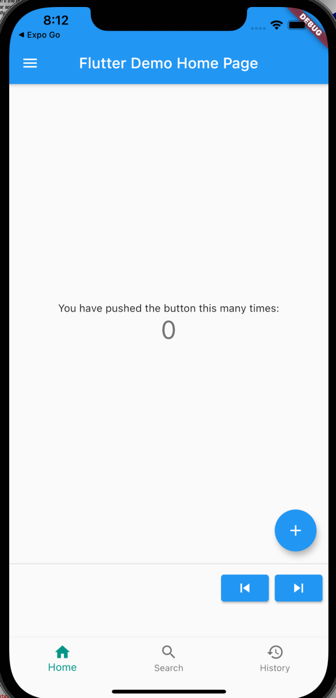 8:12
◀ Expo Go
DEBUG
Flutter Demo Home Page
You have pushed the button this many times:
0
Home
Search
History